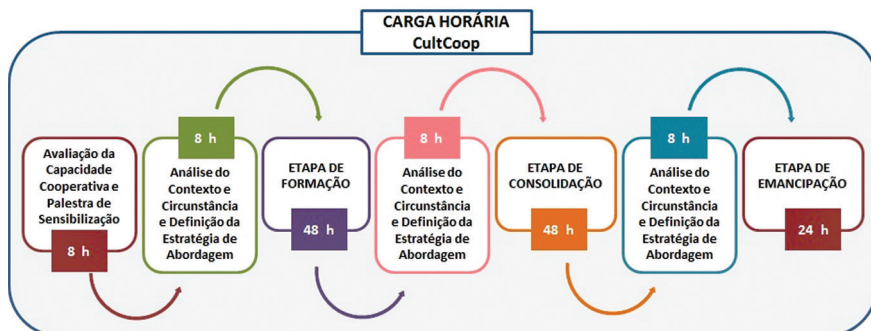 CARGA HORÁRIA
CultCoop
Avaliação da
Capacidade
Cooperativa e
Palestra de
Sensibilização
8 h
8 h
Análise do
Contexto e
Circunstância
e Definição da
Estratégia de
Abordagem
ETAPA DE
FORMAÇÃO
48 h
8 h
Análise do
Contexto e
Circunstância
e Definição da
Estratégia de
Abordagem
ETAPA DE
CONSOLIDAÇÃO
48 h
8 h
Análise do
Contexto e
Circunstância
e Definição da
Estratégia de
Abordagem
ETAPA DE
EMANCIPAÇÃO
24 h